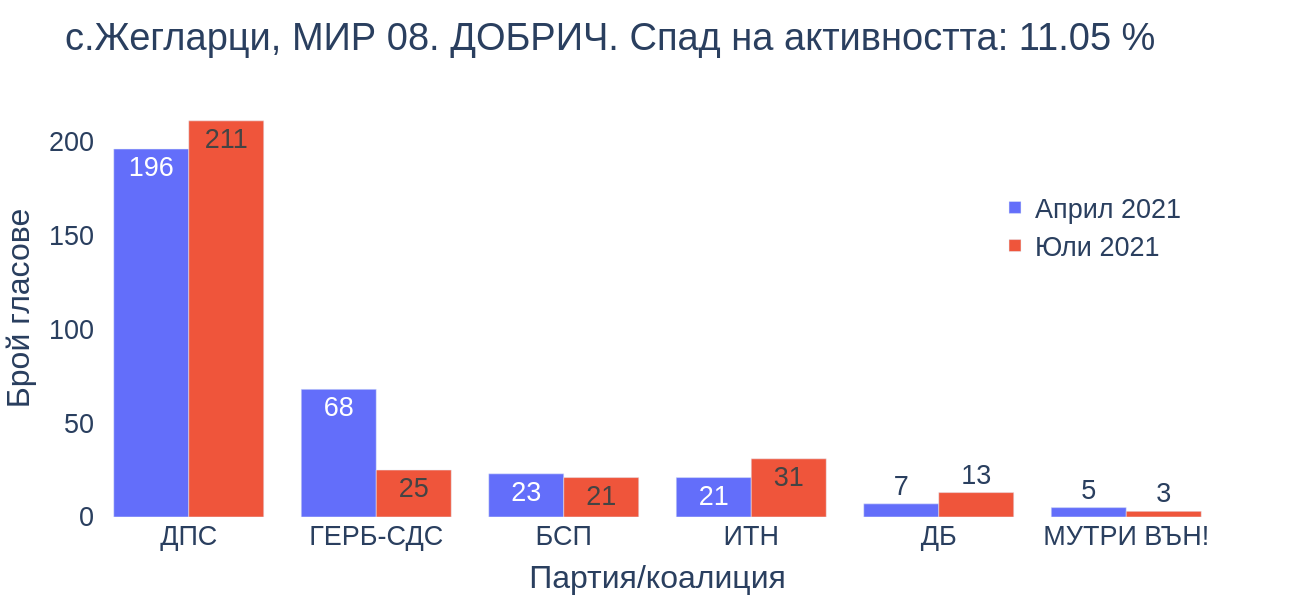 с.Жегларци, МИР 08. ДОБРИЧ. Спад на активността: 11.05 %
Брой гласове
200
150
100
50
0
196
211
68
25
23
21
21
31
7
13
5
3
Април 2021
Юли 2021
ДПС
ГЕРБ-СДС
БСП
ИТН
ДБ
МУТРИ ВЪН!
Партия/коалиция